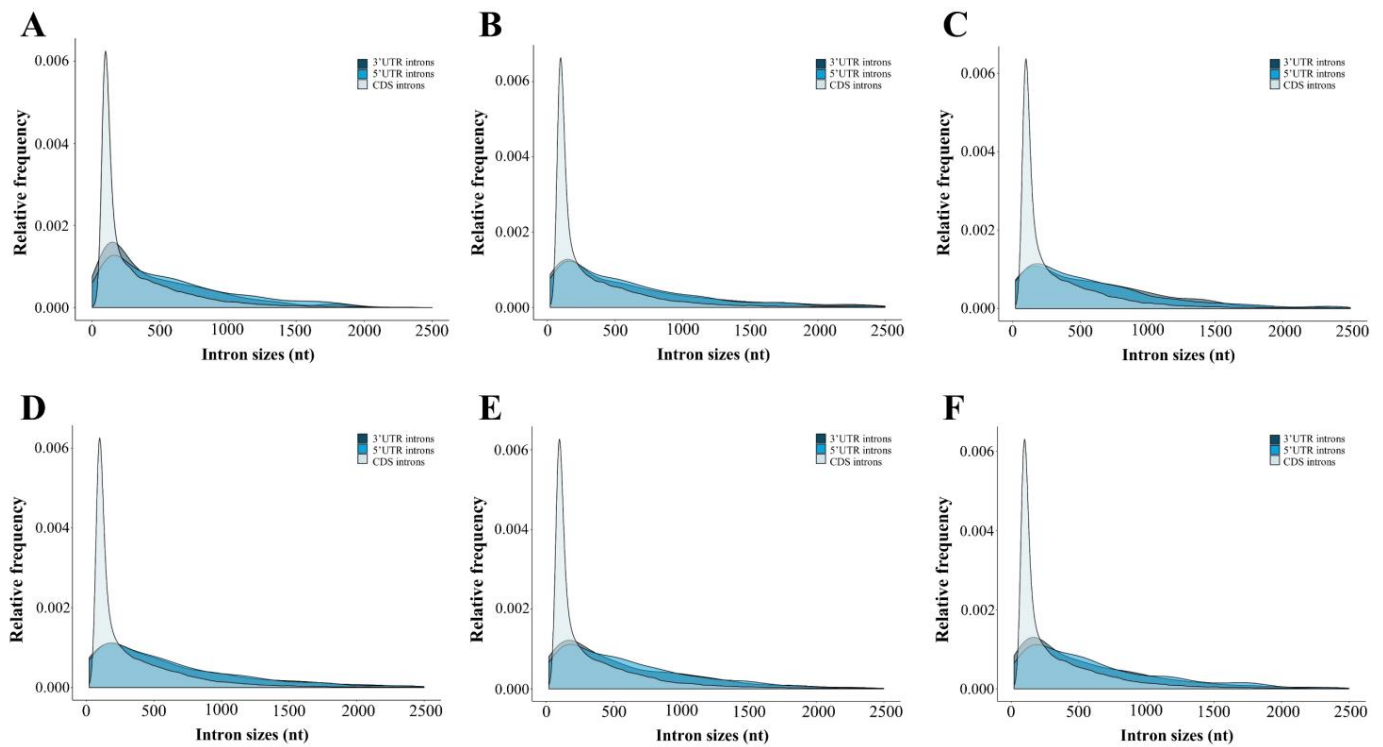 A
Relative frequency
0.006
0.004
0.002
0.000
0
500
1000
1500
2000
2500
Intron sizes (nt)
3'UTR introns
5'UTR introns
CDS introns
B
Relative frequency
0.006
0.004
0.002
0.000
0
500
1000
1500
2000
2500
Intron sizes (nt)
3'UTR introns
5'UTR introns
CDS introns
C
Relative frequency
0.006
0.004
0.002
0.000
0
500
1000
1500
2000
2500
Intron sizes (nt)
3'UTR introns
5'UTR introns
CDS introns
D
Relative frequency
0.006
0.004
0.002
0.000
0
500
1000
1500
2000
2500
Intron sizes (nt)
3'UTR introns
5'UTR introns
CDS introns
E
Relative frequency
0.006
0.004
0.002
0.000
0
500
1000
1500
2000
2500
Intron sizes (nt)
3'UTR introns
5'UTR introns
CDS introns
F
Relative frequency
0.006
0.004
0.002
0.000
0
500
1000
1500
2000
2500
Intron sizes (nt)
3'UTR introns
5'UTR introns
CDS introns